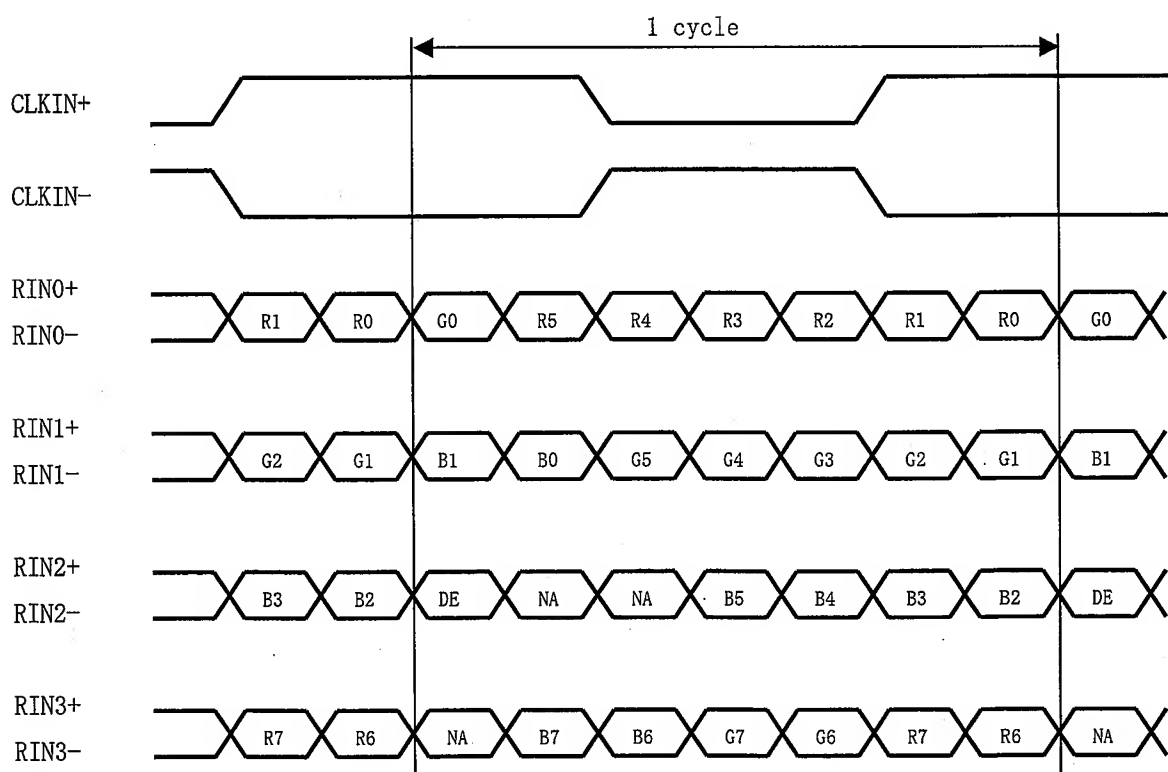 1 cycle
CLKIN+
CLKIN-
RIN0+
R1 R0 G0 R5 R4 R3 R2 R1 R0 G0
RIN0-
RIN1+
G2 G1 B1 B0 G5 G4 G3 G2 G1 B1
RIN1-
RIN2+
B3 B2 DE NA NA B5 B4 B3 B2 DE
RIN2-
RIN3+
R7 R6 NA B7 B6 G7 G6 R7 R6 NA
RIN3-